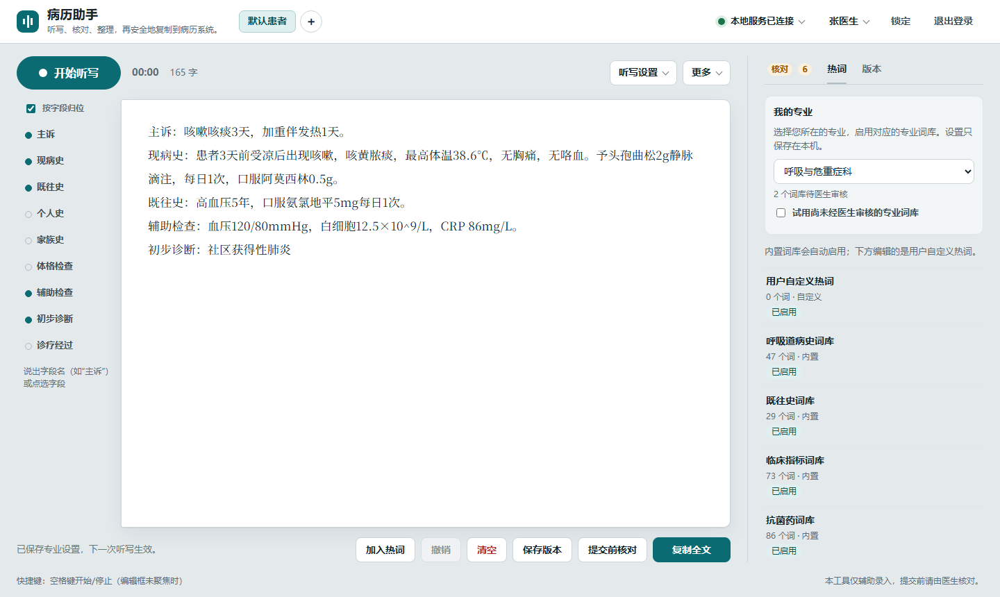 病历助手
听写、核对、整理，再安全地复制到病历系统。
默认患者
+
本地服务已连接
张医生
锁定
退出登录
开始听写
00:00
165 字
听写设置
更多
按字段归位
主诉
现病史
既往史
个人史
家族史
体格检查
辅助检查
初步诊断
诊疗经过
说出字段名（如“主诉”）
或点选字段
主诉：咳嗽咳痰3天，加重伴发热1天。
现病史：患者3天前受凉后出现咳嗽，咳黄脓痰，最高体温38.6℃，无胸痛，无咯血。予头孢曲松2g静脉
滴注，每日1次，口服阿莫西林0.5g。
既往史：高血压5年，口服氨氯地平5mg每日1次。
辅助检查：血压120/80mmHg，白细胞12.5×10^9/L，CRP 86mg/L。
初步诊断：社区获得性肺炎
核对 6
热词
版本
我的专业
选择您所在的专业，启用对应的专业词库。设置只
保存在本机。
呼吸与危重症科
2 个词库待医生审核
试用尚未经医生审核的专业词库
内置词库会自动启用；下方编辑的是用户自定义热词。
用户自定义热词
0 个词 · 自定义
已启用
呼吸道病史词库
47 个词 · 内置
已启用
既往史词库
29 个词 · 内置
已启用
临床指标词库
73 个词 · 内置
已启用
抗菌药词库
86 个词 · 内置
已启用
已保存专业设置，下一次听写生效。
加入热词
撤销
清空
保存版本
提交前核对
复制全文
快捷键：空格键开始/停止（编辑框未聚焦时）
本工具仅辅助录入，提交前请由医生核对。